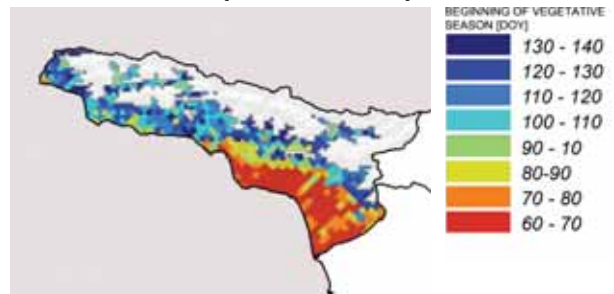 BEGINNING OF VEGETATIVE
SEASON [DOY]
130 - 140
120 - 130
110 - 120
100 - 110
90 - 10
80-90
70 - 80
60 - 70